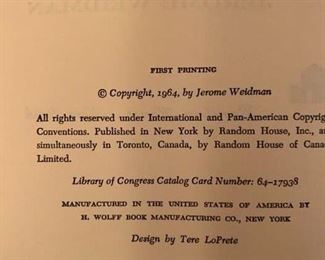 FIRST PRINTING
© Copyright, 1964, by Jerome Weidman
All rights reserved under International and Pan-American Copyrig
Conventions. Published in New York by Random House, Inc., a
simultaneously in Toronto, Canada, by Random House of Cana
Limited.
Library of Congress Catalog Card Number: 64-17938
MANUFACTURED IN THE UNITED STATES OF AMERICA BY
H. WOLFF BOOK MANUFACTURING CO., NEW YORK
Design by Tere LoPrete